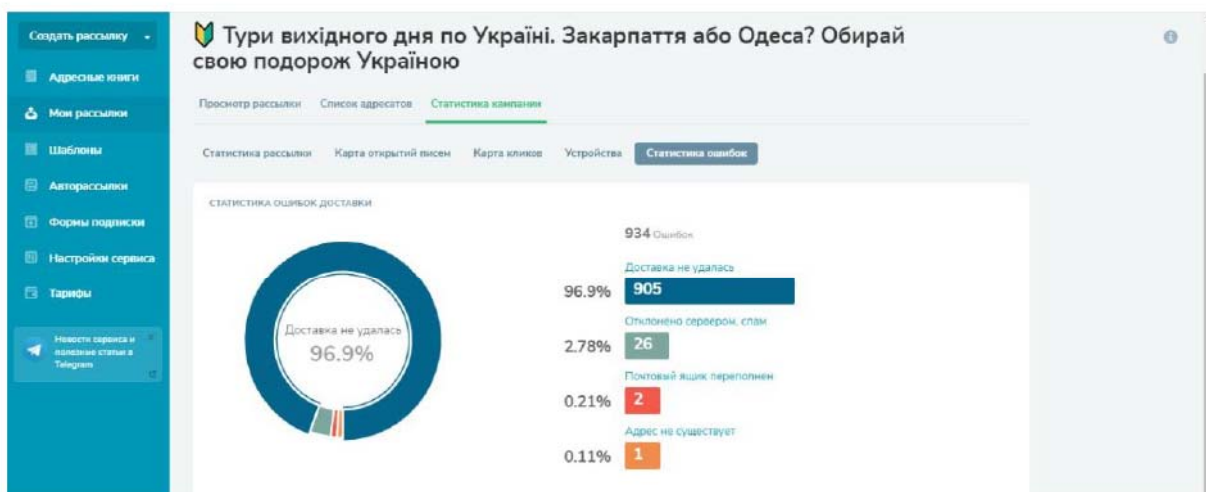 Создать рассылку
Адресные книги
Мои рассылки
Шаблоны
Авторассылки
Формы подписки
Настройки сервиса
Тарифы
Новости сервиса и
полезные статьи в
Telegram
Тури вихідного дня по Україні. Закарпаття або Одеса? Обирай
свою подорож Україною
Просмотр рассылки Список адресатов Статистика кампании
Статистика рассылки Карта открытий писем Карта кликов Устройства Статистика ошибок
СТАТИСТИКА ОШИБОК ДОСТАВКИ
Доставка не удалась
96.9%
934 Ошибок
Доставка не удалась
96.9% 905
Отклонено сервером, спам
2.78% 26
Почтовый ящик переполнен
0.21% 2
Адрес не существует
0.11% 1